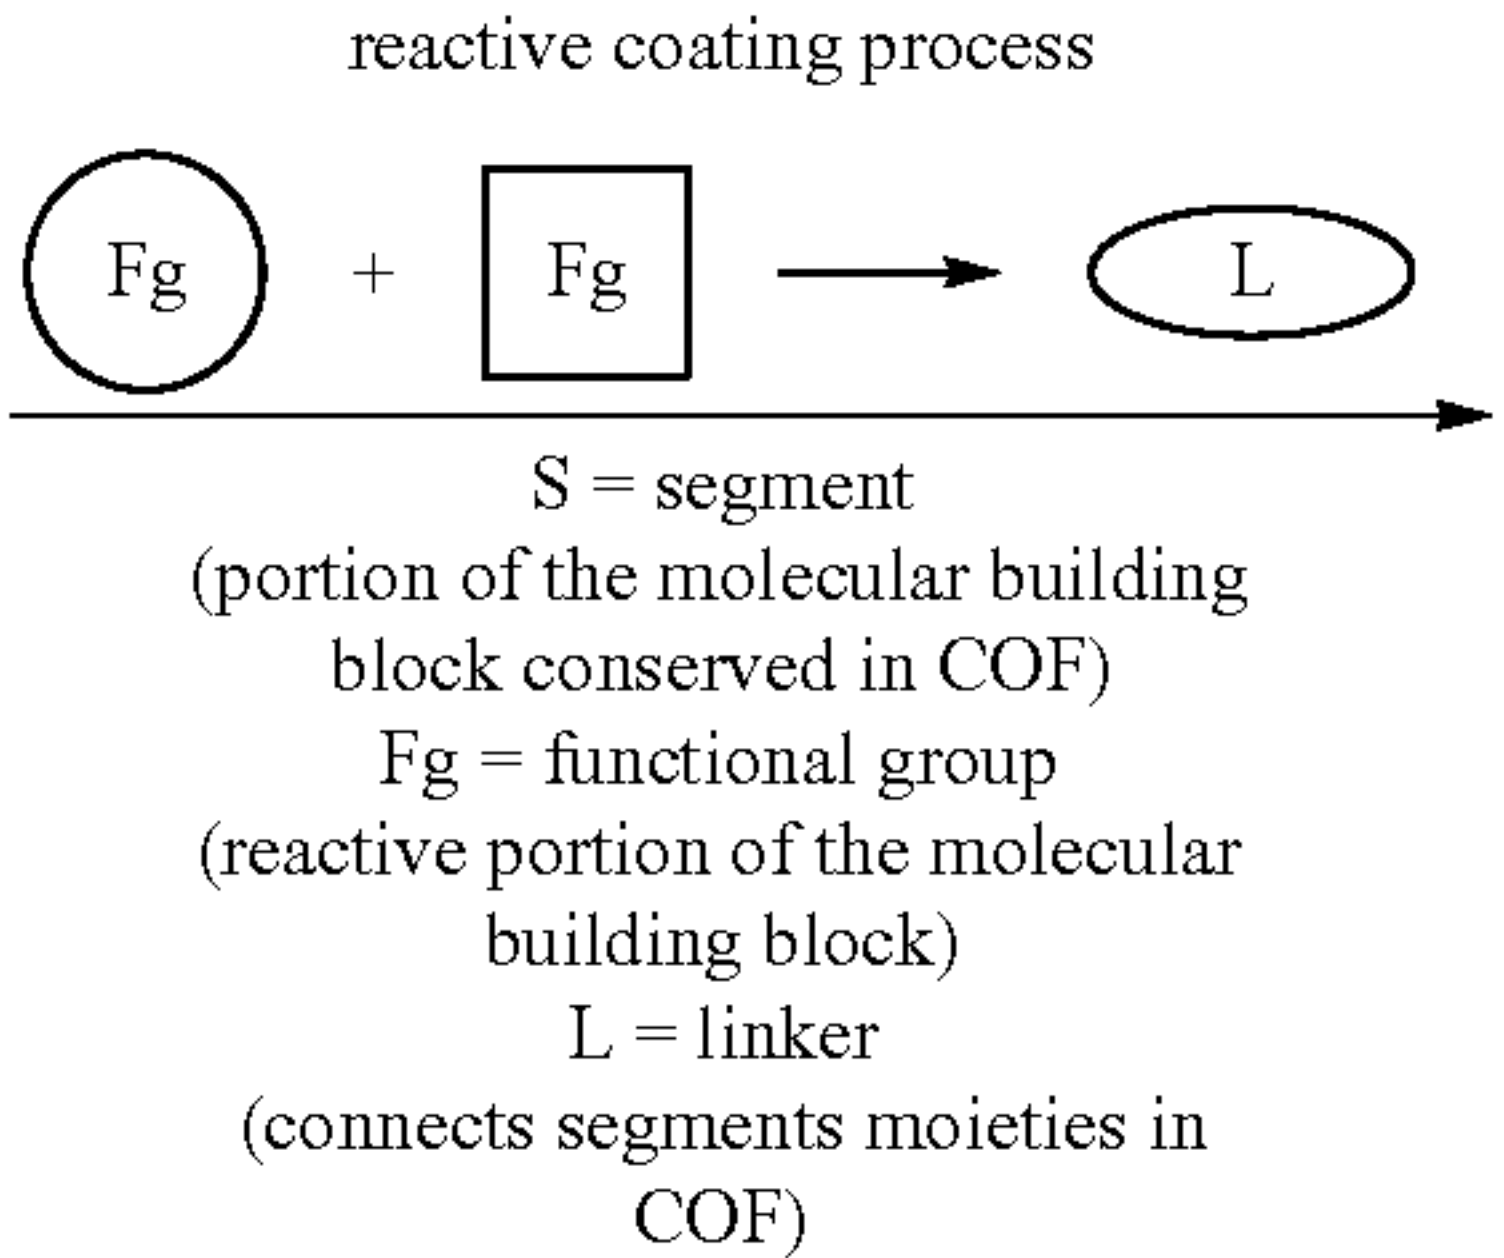 reactive coating process
Fg + Fg L
S = segment
(portion of the molecular building
block conserved in COF)
Fg = functional group
(reactive portion of the molecular
building block)
L = linker
(connects segments moieties in
COF)